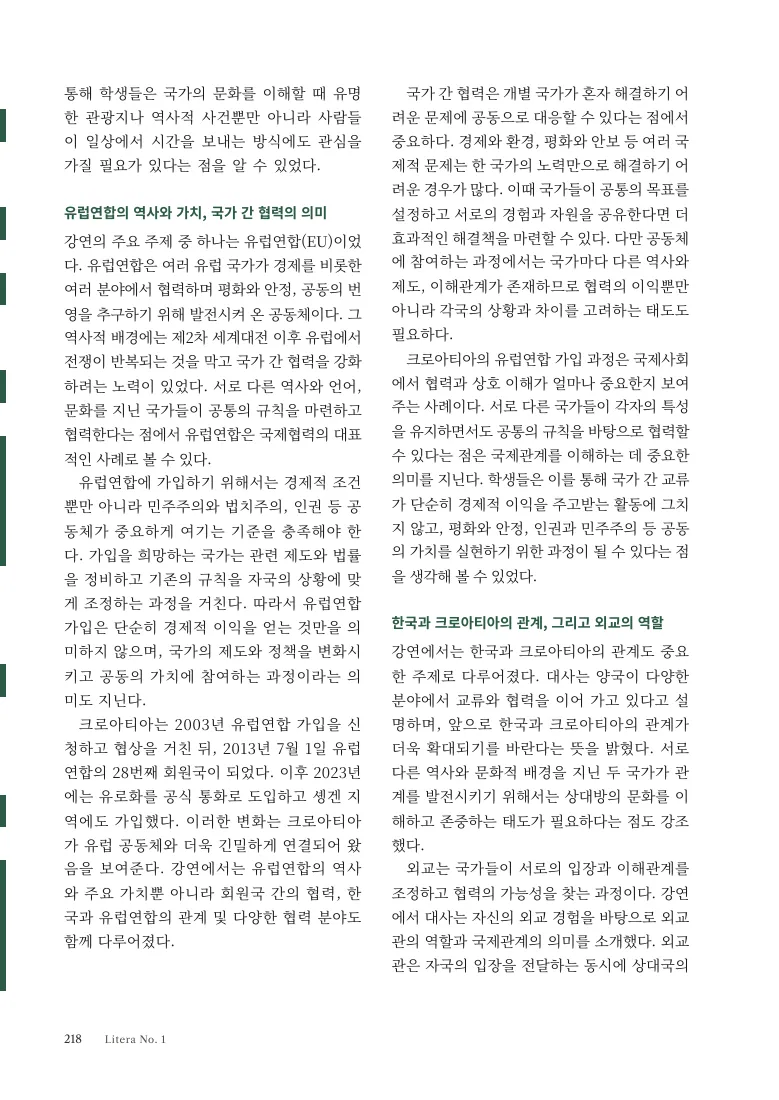 통해 학생들은 국가의 문화를 이해할 때 유명
한 관광지나 역사적 사건뿐만 아니라 사람들
이 일상에서 시간을 보내는 방식에도 관심을
가질 필요가 있다는 점을 알 수 있었다.
유럽연합의 역사와 가치, 국가 간 협력의 의미
강연의 주요 주제 중 하나는 유럽연합(EU)이었
다. 유럽연합은 여러 유럽 국가가 경제를 비롯한
여러 분야에서 협력하며 평화와 안정, 공동의 번
영을 추구하기 위해 발전시켜 온 공동체이다. 그
역사적 배경에는 제2차 세계대전 이후 유럽에서
전쟁이 반복되는 것을 막고 국가 간 협력을 강화
하려는 노력이 있었다. 서로 다른 역사와 언어,
문화를 지닌 국가들이 공통의 규칙을 마련하고
협력한다는 점에서 유럽연합은 국제협력의 대표
적인 사례로 볼 수 있다.
유럽연합에 가입하기 위해서는 경제적 조건
뿐만 아니라 민주주의와 법치주의, 인권 등 공
동체가 중요하게 여기는 기준을 충족해야 한
다. 가입을 희망하는 국가는 관련 제도와 법률
을 정비하고 기존의 규칙을 자국의 상황에 맞
게 조정하는 과정을 거친다. 따라서 유럽연합
가입은 단순히 경제적 이익을 얻는 것만을 의
미하지 않으며, 국가의 제도와 정책을 변화시
키고 공동의 가치에 참여하는 과정이라는 의
미도 지닌다.
크로아티아는 2003년 유럽연합 가입을 신
청하고 협상을 거친 뒤, 2013년 7월 1일 유럽
연합의 28번째 회원국이 되었다. 이후 2023년
에는 유로화를 공식 통화로 도입하고 솅겐 지
역에도 가입했다. 이러한 변화는 크로아티아
가 유럽 공동체와 더욱 긴밀하게 연결되어 왔
음을 보여준다. 강연에서는 유럽연합의 역사
와 주요 가치뿐 아니라 회원국 간의 협력, 한
국과 유럽연합의 관계 및 다양한 협력 분야도
함께 다루어졌다.
국가 간 협력은 개별 국가가 혼자 해결하기 어
려운 문제에 공동으로 대응할 수 있다는 점에서
중요하다. 경제와 환경, 평화와 안보 등 여러 국
제적 문제는 한 국가의 노력만으로 해결하기 어
려운 경우가 많다. 이때 국가들이 공통의 목표를
설정하고 서로의 경험과 자원을 공유한다면 더
효과적인 해결책을 마련할 수 있다. 다만 공동체
에 참여하는 과정에서는 국가마다 다른 역사와
제도, 이해관계가 존재하므로 협력의 이익뿐만
아니라 각국의 상황과 차이를 고려하는 태도도
필요하다.
크로아티아의 유럽연합 가입 과정은 국제사회
에서 협력과 상호 이해가 얼마나 중요한지 보여
주는 사례이다. 서로 다른 국가들이 각자의 특성
을 유지하면서도 공통의 규칙을 바탕으로 협력할
수 있다는 점은 국제관계를 이해하는 데 중요한
의미를 지닌다. 학생들은 이를 통해 국가 간 교류
가 단순히 경제적 이익을 주고받는 활동에 그치
지 않고, 평화와 안정, 인권과 민주주의 등 공동
의 가치를 실현하기 위한 과정이 될 수 있다는 점
을 생각해 볼 수 있었다.
한국과 크로아티아의 관계, 그리고 외교의 역할
강연에서는 한국과 크로아티아의 관계도 중요
한 주제로 다루어졌다. 대사는 양국이 다양한
분야에서 교류와 협력을 이어 가고 있다고 설
명하며, 앞으로 한국과 크로아티아의 관계가
더욱 확대되기를 바란다는 뜻을 밝혔다. 서로
다른 역사와 문화적 배경을 지닌 두 국가가 관
계를 발전시키기 위해서는 상대방의 문화를 이
해하고 존중하는 태도가 필요하다는 점도 강조
했다.
외교는 국가들이 서로의 입장과 이해관계를
조정하고 협력의 가능성을 찾는 과정이다. 강연
에서 대사는 자신의 외교 경험을 바탕으로 외교
관의 역할과 국제관계의 의미를 소개했다. 외교
관은 자국의 입장을 전달하는 동시에 상대국의
218 Litera No. 1